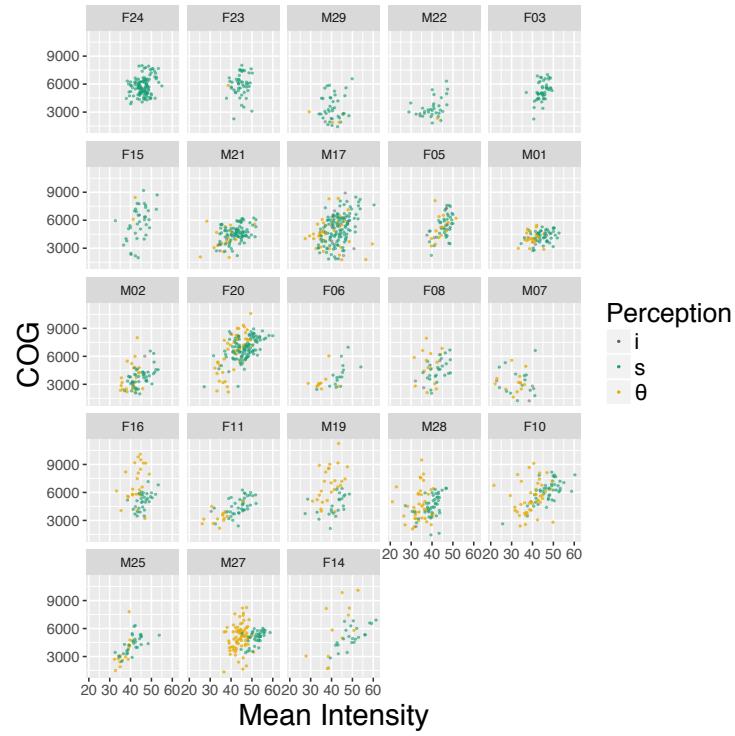 F24 F23 M29 M22 F03
9000
6000
3000
F15 M21 M17 F05 M01
9000
6000
3000
M02 F20 F06 F08 M07
9000
6000
3000
F16 F11 M19 M28 F10
9000
6000
3000
20 30 40 50 60 20 30 40 50 60
M25 M27 F14
9000
6000
3000
20 30 40 50 60 20 30 40 50 60 20 30 40 50 60
Mean Intensity
COG
Perception
i
s
θ